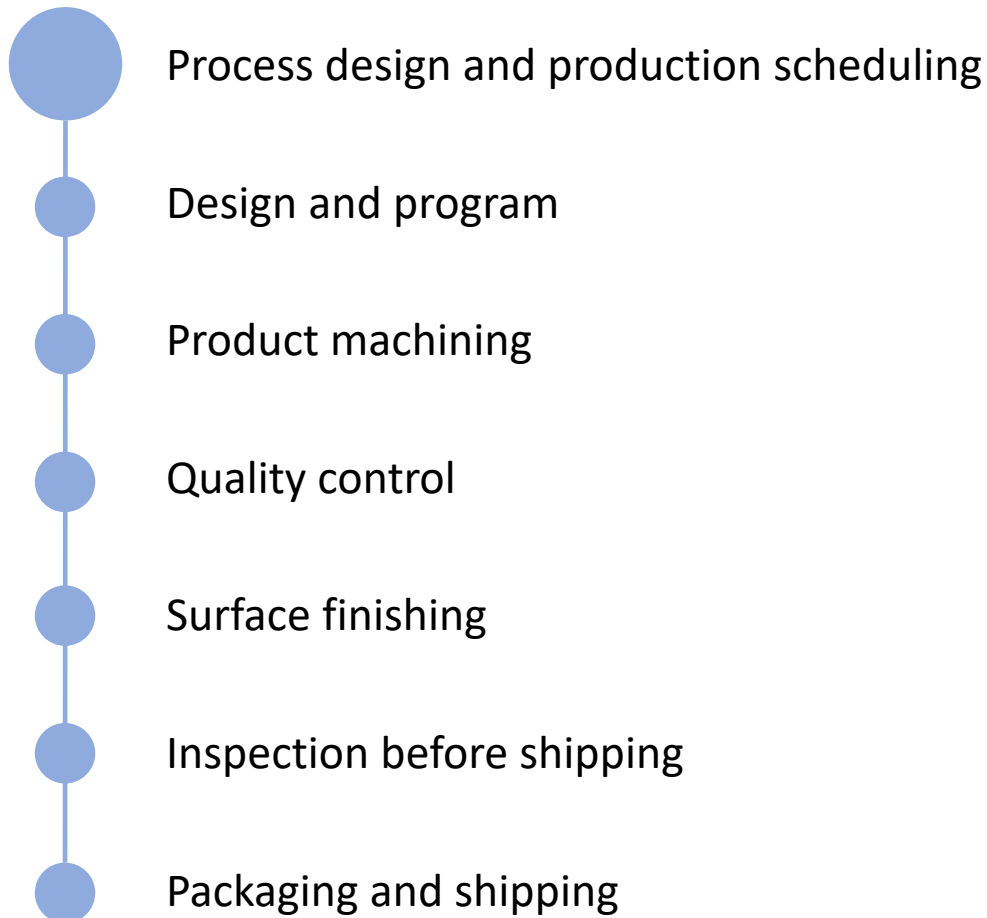 Process design and production scheduling
Design and program
Product machining
Quality control
Surface finishing
Inspection before shipping
Packaging and shipping